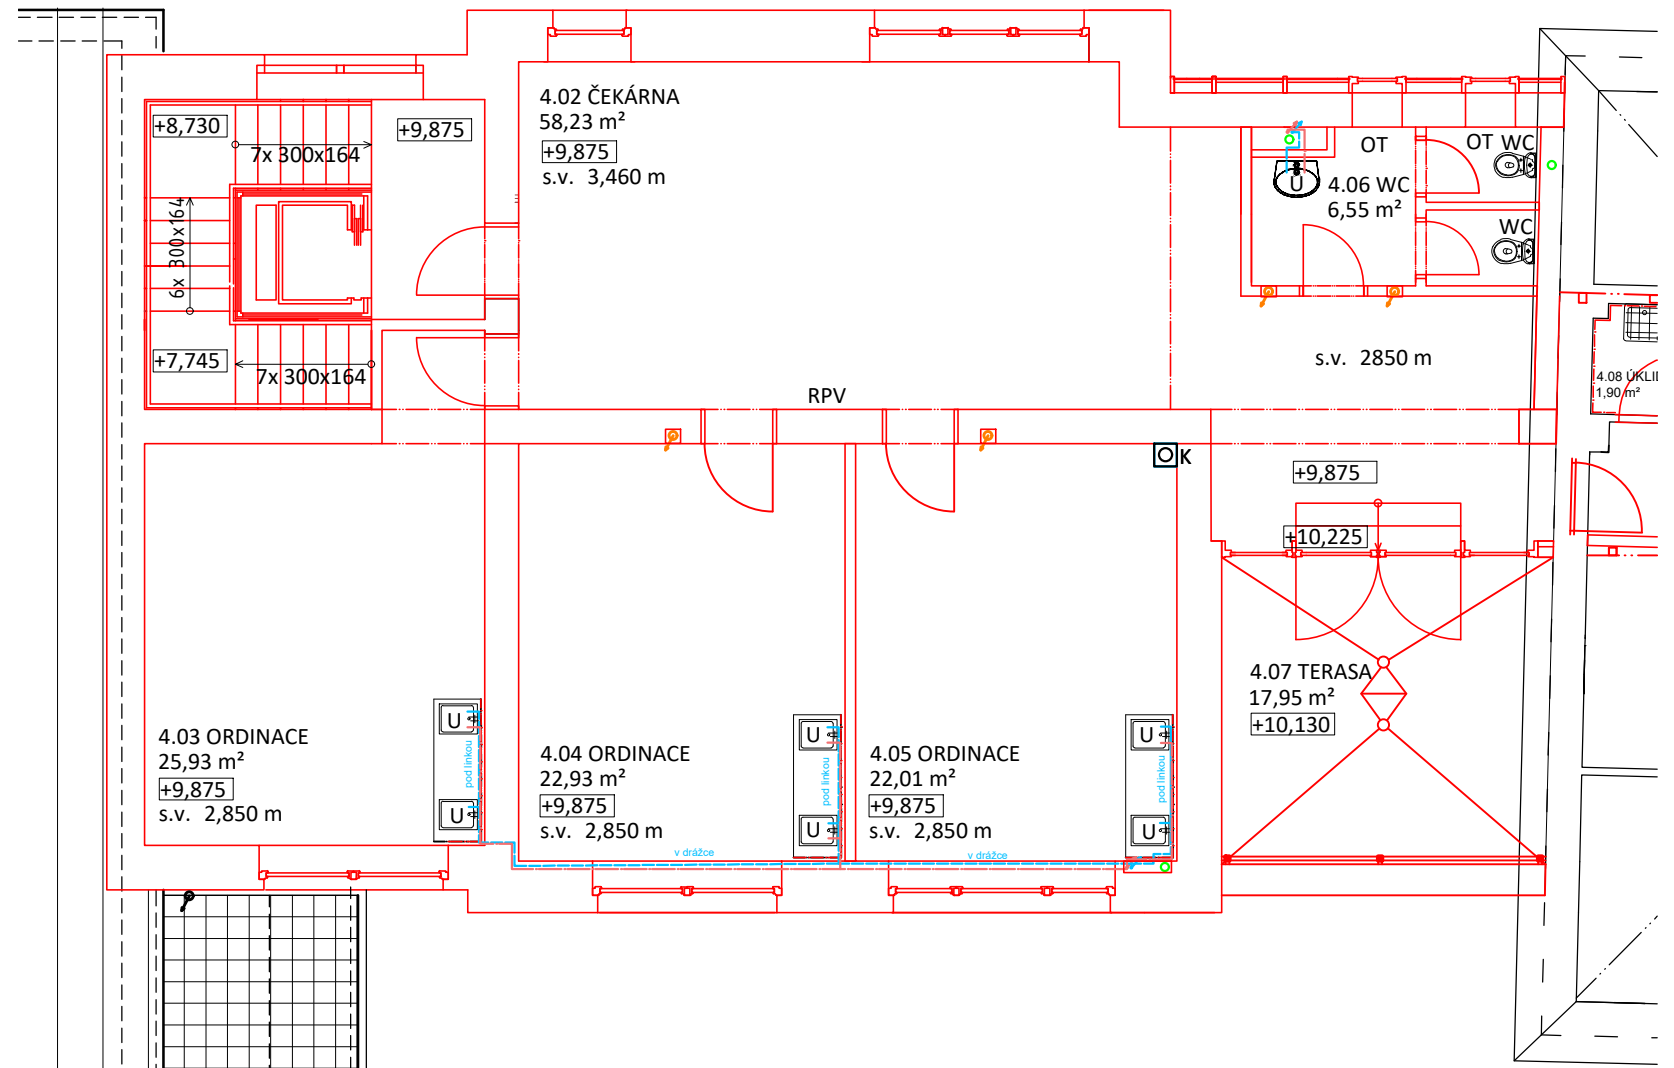 +8,730
7x 300x164
+9,875
6x 300x164
+7,745
7x 300x164
4.02 ČEKÁRNA
58,23 m²
+9,875
s.v. 3,460 m
RPV
OT
OT WC
U
4.06 WC
6,55 m²
WC
s.v. 2850 m
4.08
1,90 m²
K
+9,875
+10,225
4.07 TERASA
17,95 m²
+10,130
4.03 ORDINACE
25,93 m²
+9,875
s.v. 2,850 m
U
pod linkou
U
4.04 ORDINACE
22,93 m²
+9,875
s.v. 2,850 m
U
pod linkou
U
v drážce
4.05 ORDINACE
22,01 m²
+9,875
s.v. 2,850 m
U
pod linkou
U
v drážce